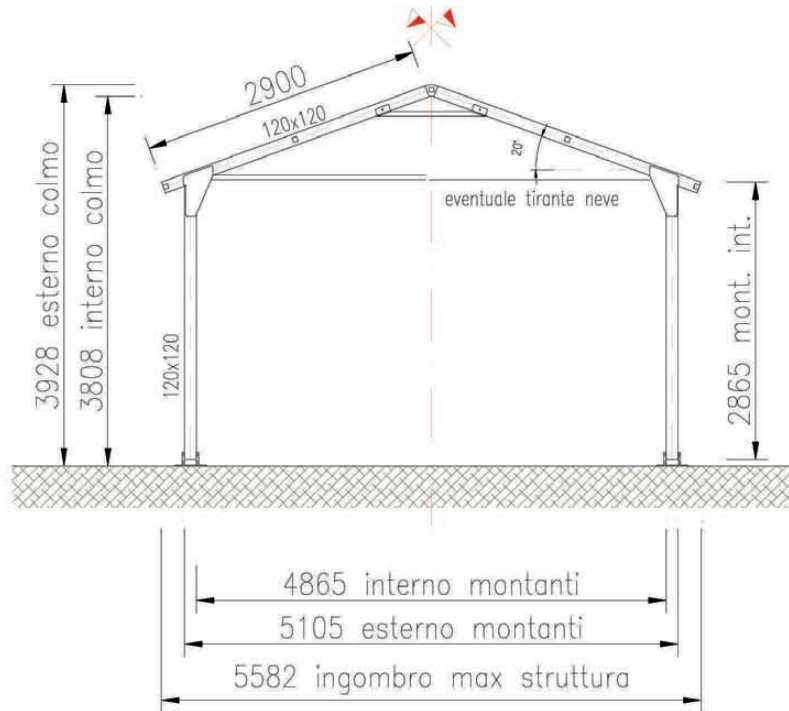 2900
120x120
20°
eventuale tirante neve
3928 esterno colmo
3808 interno colmo
120x120
2865 mont. int.
4865 interno montanti
5105 esterno montanti
5582 ingombro max struttura